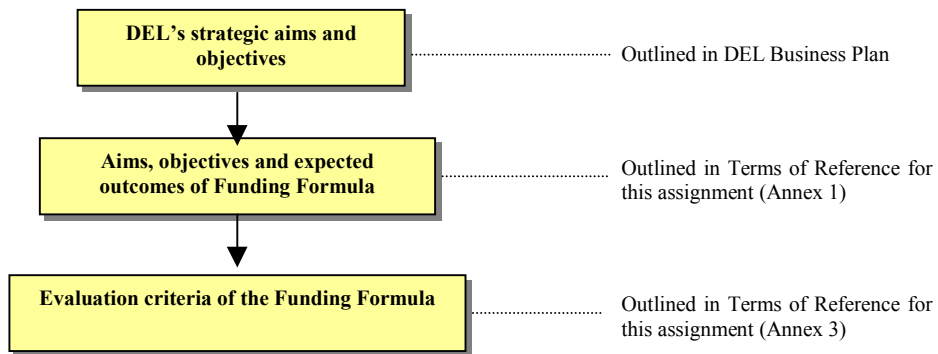 DEL's strategic aims and
objectives
Outlined in DEL Business Plan
Aims, objectives and expected
outcomes of Funding Formula
Outlined in Terms of Reference for
this assignment (Annex 1)
Evaluation criteria of the Funding Formula
Outlined in Terms of Reference for
this assignment (Annex 3)